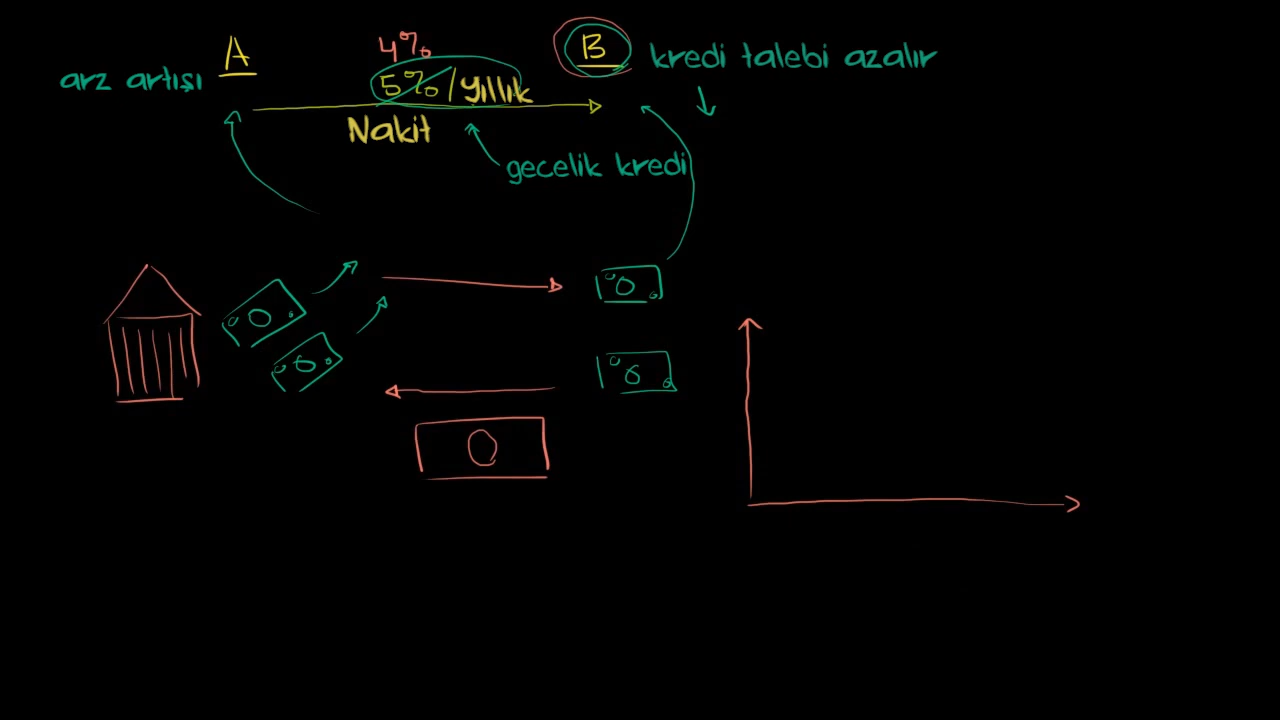 A
4%
B
kredi talebi azalır
arz artışı
5%/yıllık
Nakit
gecelik kredi